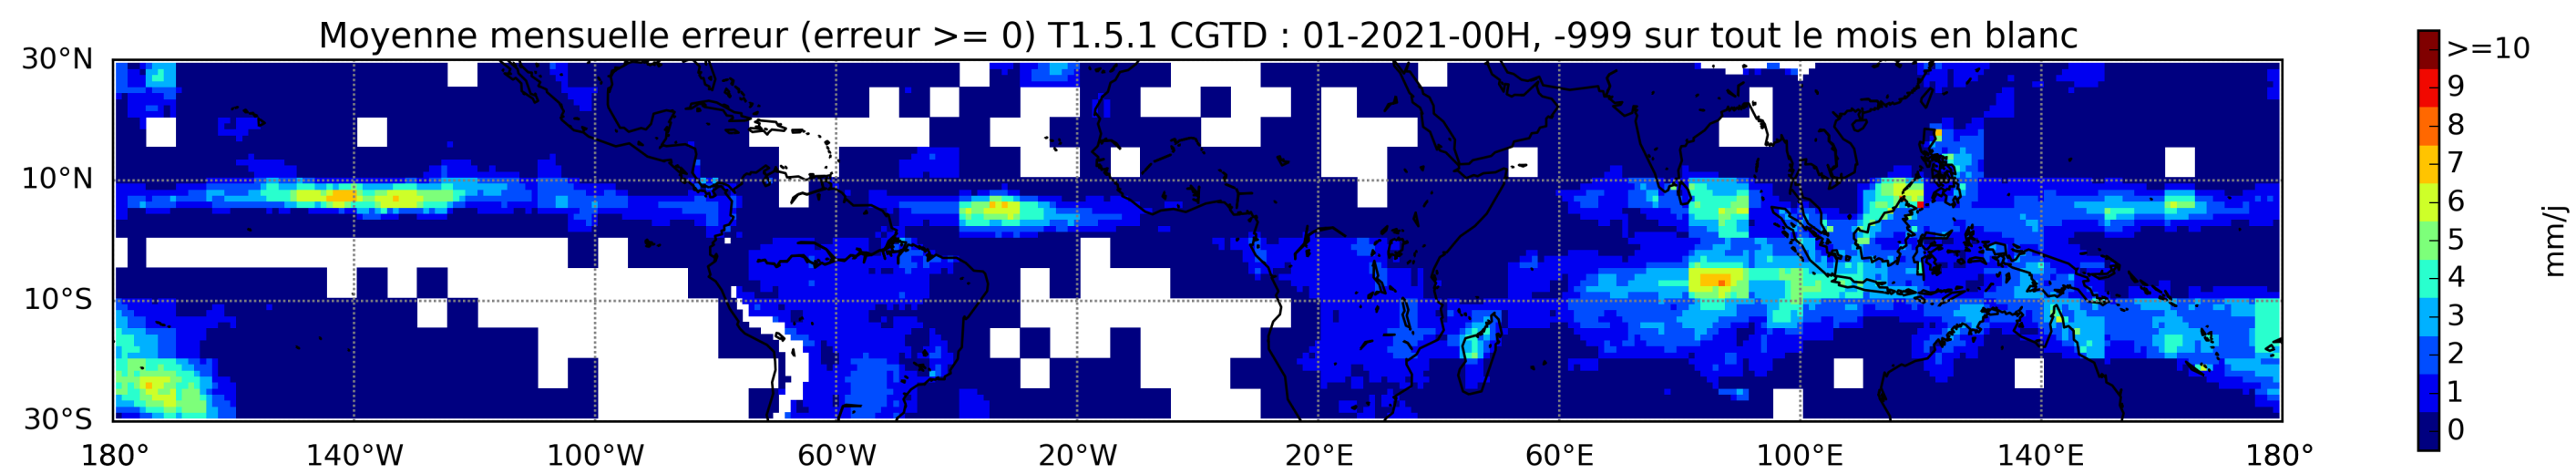 Moyenne mensuelle erreur (erreur >= 0) T1.5.1 CGTD : 01-2021-00H, -999 sur tout le mois en blanc
30°N
10°N
10°S
30°S
180° 140°W 100°W 60°W 20°W 20°E 60°E 100°E 140°E 180°
>=10
9
8
7
6
5
4
3
2
1
0
mm/j